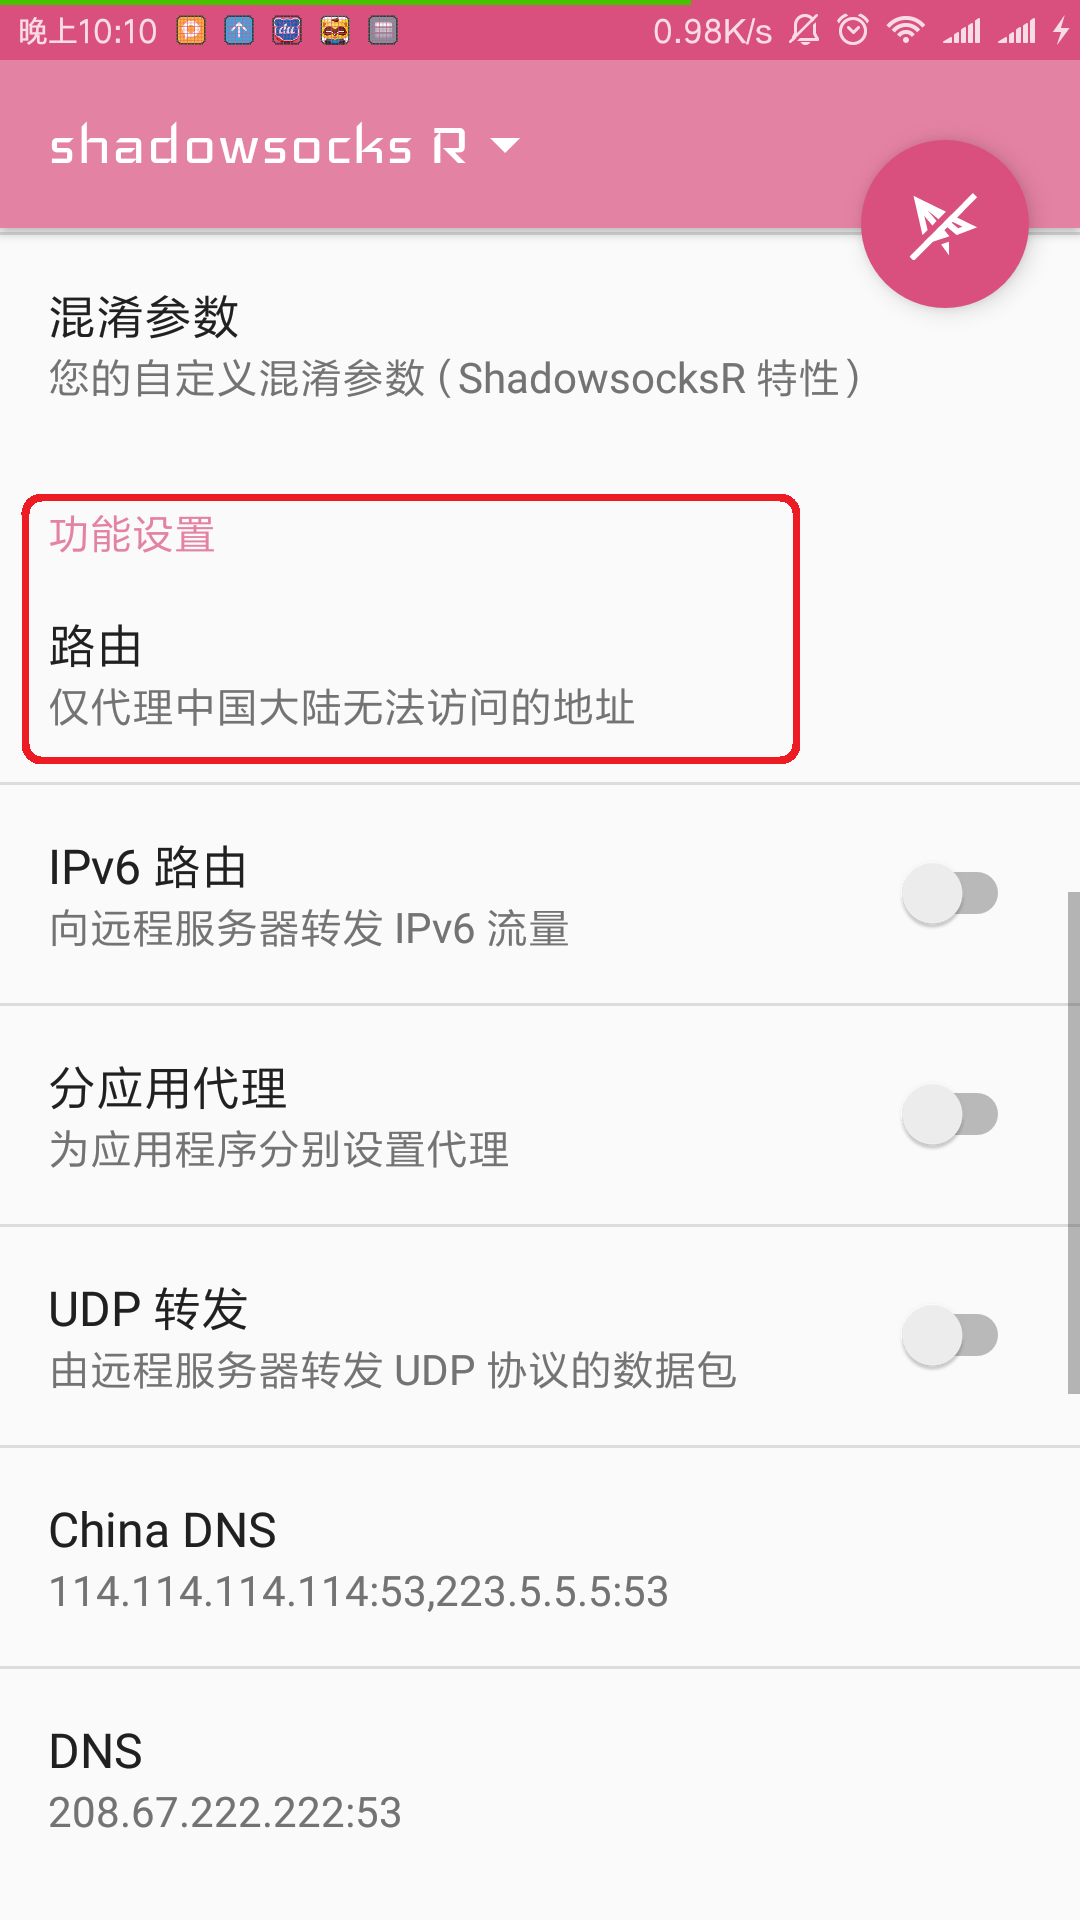 晚上10:10
0.98K/s
shadowsocks R
混淆参数
您的自定义混淆参数（ShadowsocksR 特性）
功能设置
路由
仅代理中国大陆无法访问的地址
IPv6 路由
向远程服务器转发 IPv6 流量
分应用代理
为应用程序分别设置代理
UDP 转发
由远程服务器转发 UDP 协议的数据包
China DNS
114.114.114.114:53,223.5.5.5:53
DNS
208.67.222.222:53